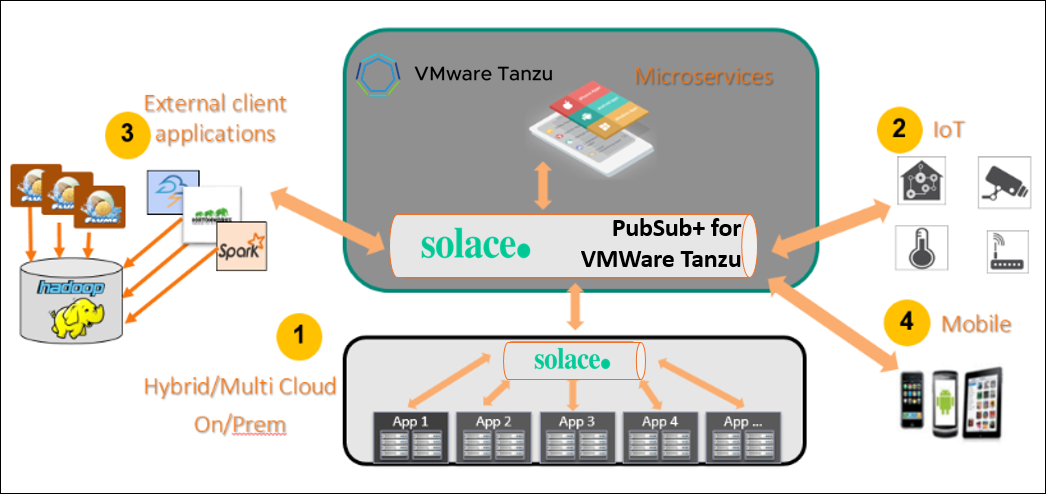 VMware Tanzu
Microservices
External client
applications
3
2
IoT
FLUME
FLUME
FLUME
HORTONWORKS
Spark
hadoop
solace.
PubSub+ for
VMWare Tanzu
1
Hybrid/Multi Cloud
On/Prem
solace.
App 1
App 2
App 3
App 4
App ...
4
Mobile